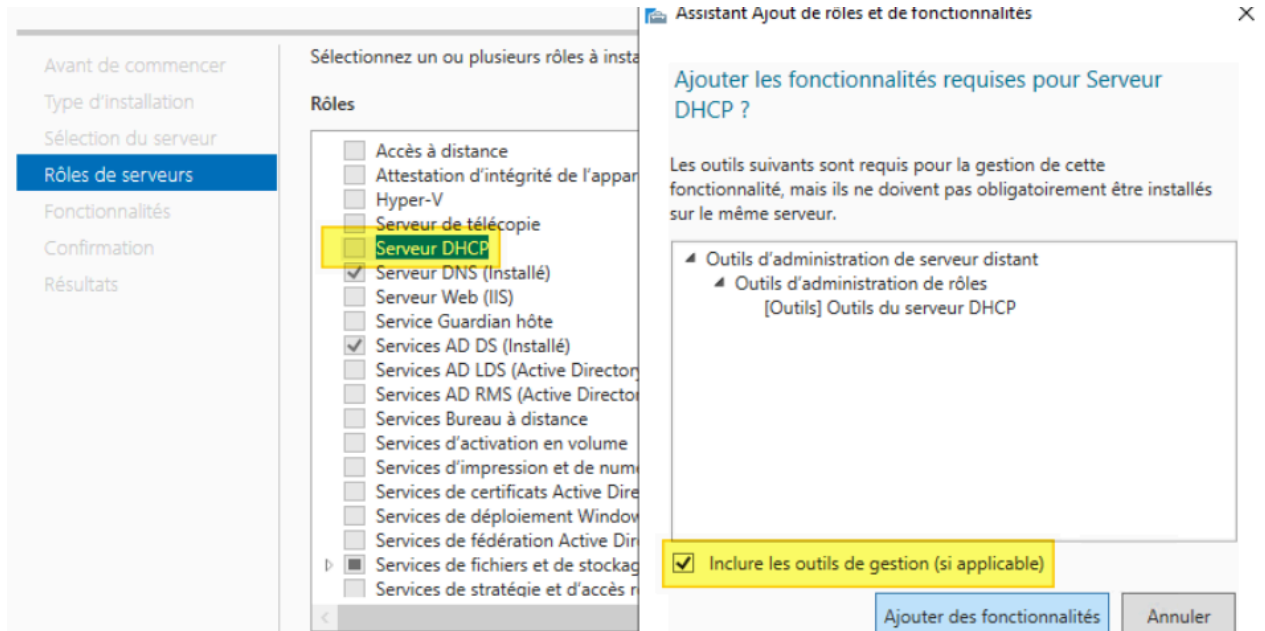 Avant de commencer
Type d'installation
Sélection du serveur
Rôles de serveurs
Fonctionnalités
Confirmation
Résultats
Sélectionnez un ou plusieurs rôles à insta
Rôles
Accès à distance
Attestation d'intégrité de l'appar
Hyper-V
Serveur de télécopie
Serveur DHCP
Serveur DNS (Installé)
Serveur Web (IIS)
Service Guardian hôte
Services AD DS (Installé)
Services AD LDS (Active Directory
Services AD RMS (Active Director
Services Bureau à distance
Services d'activation en volume
Services d'impression et de numé
Services de certificats Active Dire
Services de déploiement Window
Services de fédération Active Dire
Services de fichiers et de stockag
Services de stratégie et d'accès r
Assistant Ajout de rôles et de fonctionnalités
Ajouter les fonctionnalités requises pour Serveur
DHCP ?
Les outils suivants sont requis pour la gestion de cette
fonctionnalité, mais ils ne doivent pas obligatoirement être installés
sur le même serveur.
Outils d'administration de serveur distant
Outils d'administration de rôles
[Outils] Outils du serveur DHCP
Inclure les outils de gestion (si applicable)
Ajouter des fonctionnalités
Annuler